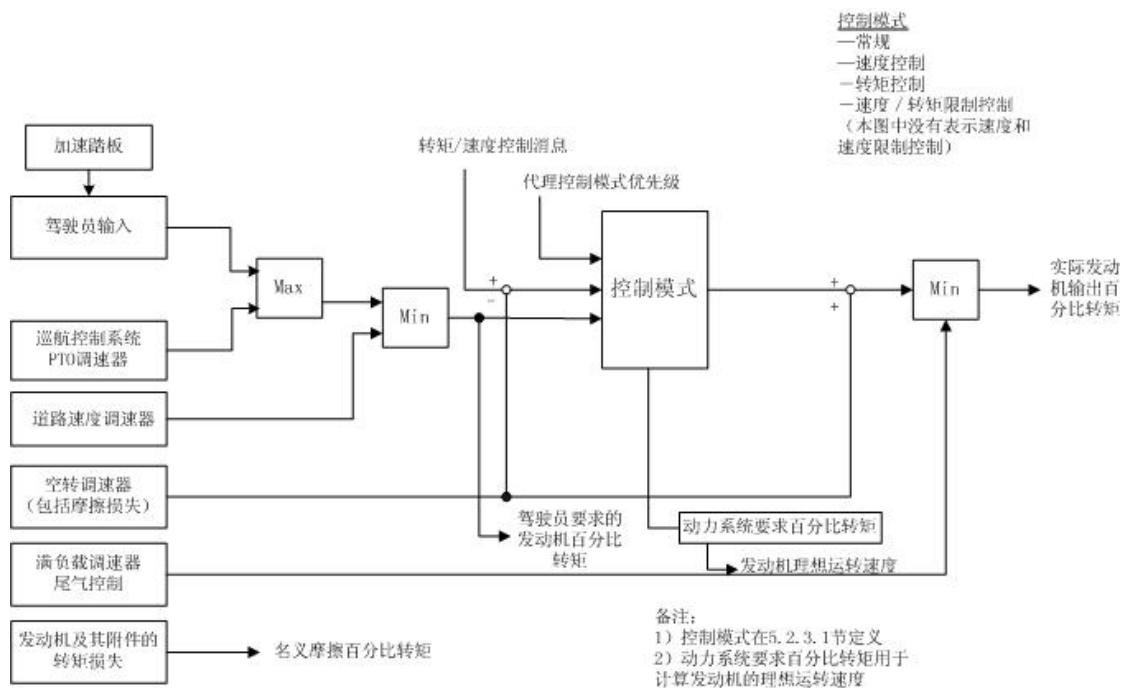 控制模式
—常规
—速度控制
—转矩控制
—速度／转矩限制控制
（本图中没有表示速度和
速度限制控制）
加速踏板
转矩/速度控制消息
代理控制模式优先级
驾驶员输入
Max
控制模式
实际发动
机输出百
分比转矩
Min
Min
+
-
+
+
巡航控制系统
PTO调速器
道路速度调速器
空转调速器
（包括摩擦损失）
驾驶员要求的
发动机百分比
转矩
动力系统要求百分比转矩
发动机理想运转速度
满负载调速器
尾气控制
发动机及其附件的
转矩损失
名义摩擦百分比转矩
备注：
1）控制模式在5.2.3.1节定义
2）动力系统要求百分比转矩用于
计算发动机的理想运转速度